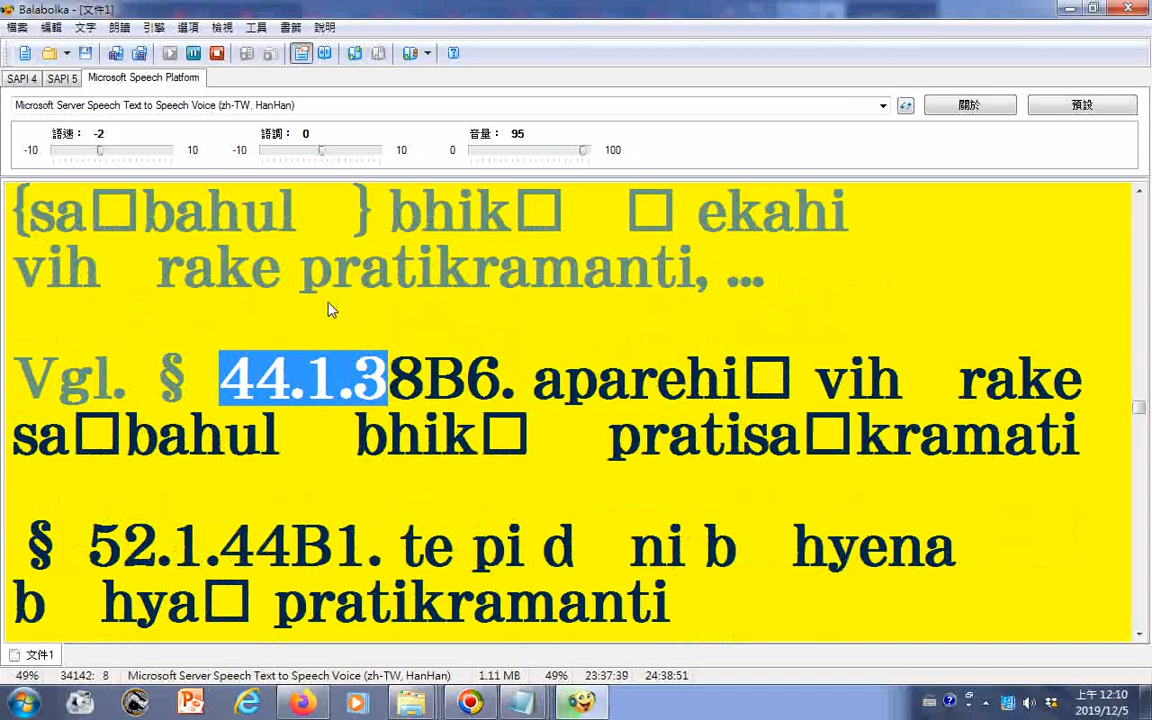 Balabolka - [文件1]
檔案 編輯 文字 朗讀 引擎 選項 檢視 工具 書籤 說明
SAPI 4 SAPI 5 Microsoft Speech Platform
Microsoft Server Speech Text to Speech Voice (zh-TW, HanHan) 關於 預設
語速： -2 語調： 0 音量： 95
-10 10 -10 10 0 100
{sa□bahul } bhik□ □ ekahi
vih rake pratikramanti, ...
Vgl. § 44.1.38B6. aparehi□ vih rake
sa□bahul bhik□ pratisa□kramati
§ 52.1.44B1. te pi d ni b hyena
b hya□ pratikramanti
文件1
49% 34142: 8 Microsoft Server Speech Text to Speech Voice (zh-TW, HanHan) 1.11 MB 49% 23:37:39 24:38:51
上午 12:10
2019/12/5